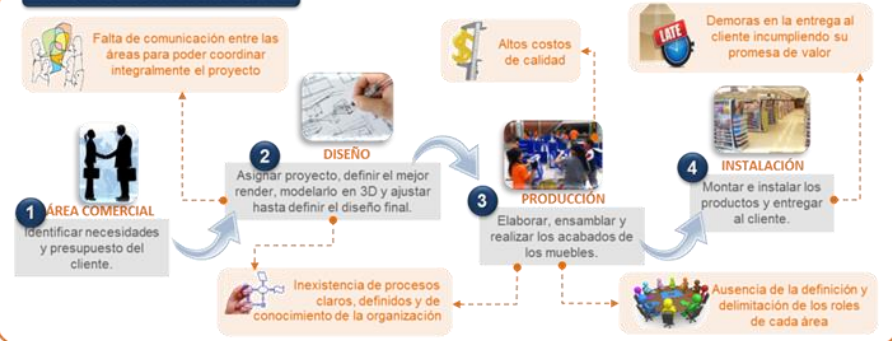 Falta de comunicación entre las
áreas para poder coordinar
integralmente el proyecto
Altos costos
de calidad
LATE
Demoras en la entrega al
cliente incumpliendo su
promesa de valor
1
ÁREA COMERCIAL
Identificar necesidades
y presupuesto del
cliente.
2
DISEÑO
Asignar proyecto, definir el mejor
render, modelarlo en 3D y ajustar
hasta definir el diseño final.
3
PRODUCCIÓN
Elaborar, ensamblar y
realizar los acabados de
los muebles.
4
INSTALACIÓN
Montar e instalar los
productos y entregar
al cliente.
Inexistencia de procesos
claros, definidos y de
conocimiento de la organización
Ausencia de la definición y
delimitación de los roles
de cada área